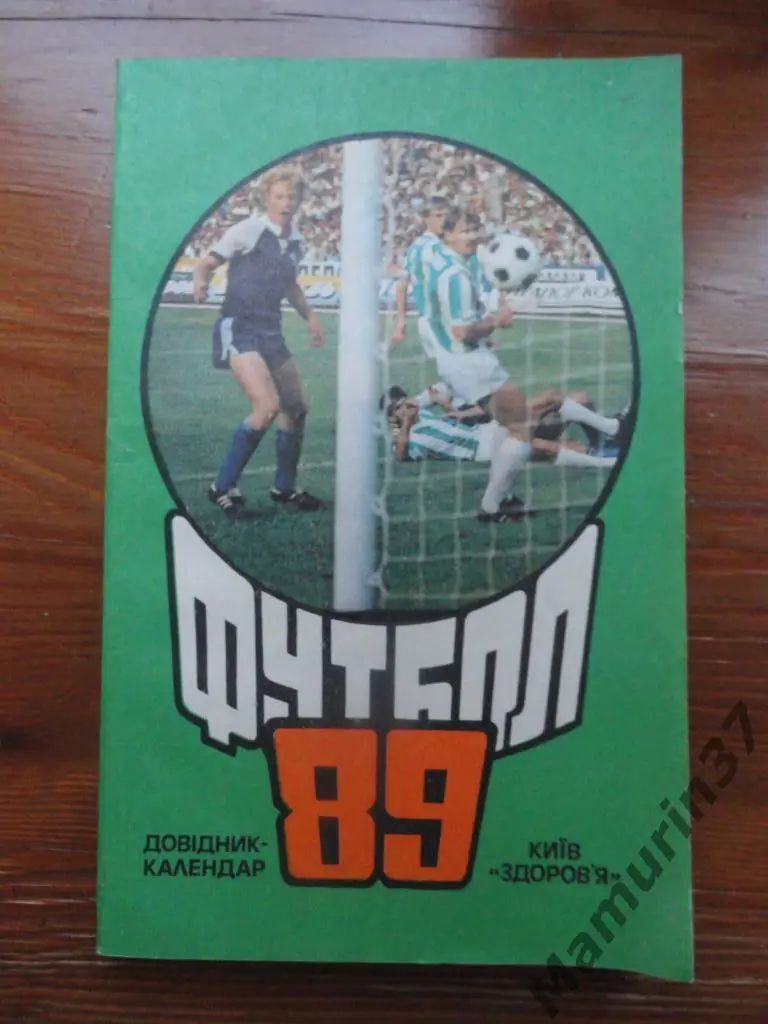 ФУТБОЛ
89
ДОВІДНИК-
КАЛЕНДАР
КИЇВ
«ЗДОРОВ'Я»
Mamurin37